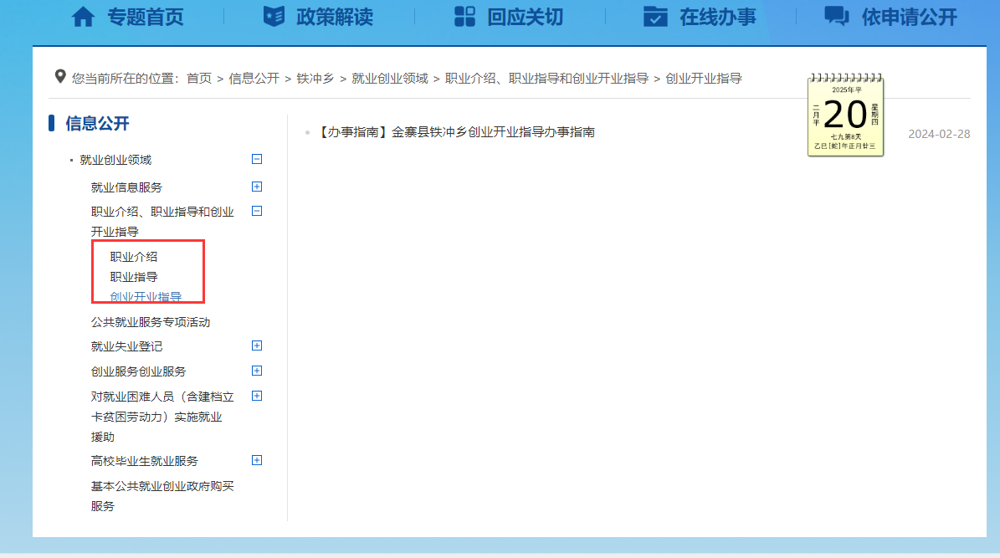 专题首页 政策解读 回应关切 在线办事 依申请公开
您当前所在的位置：首页 > 信息公开 > 铁冲乡 > 就业创业领域 > 职业介绍、职业指导和创业开业指导 > 创业开业指导
信息公开
就业创业领域
就业信息服务
职业介绍、职业指导和创业
开业指导
职业介绍
职业指导
创业开业指导
公共就业服务专项活动
就业失业登记
创业服务创业服务
对就业困难人员（含建档立
卡贫困劳动力）实施就业
援助
高校毕业生就业服务
基本公共就业创业政府购买
服务
【办事指南】金寨县铁冲乡创业开业指导办事指南
2024-02-28
2025年平
二月平
20
星期四
七九第8天
乙巳[蛇]年正月廿三